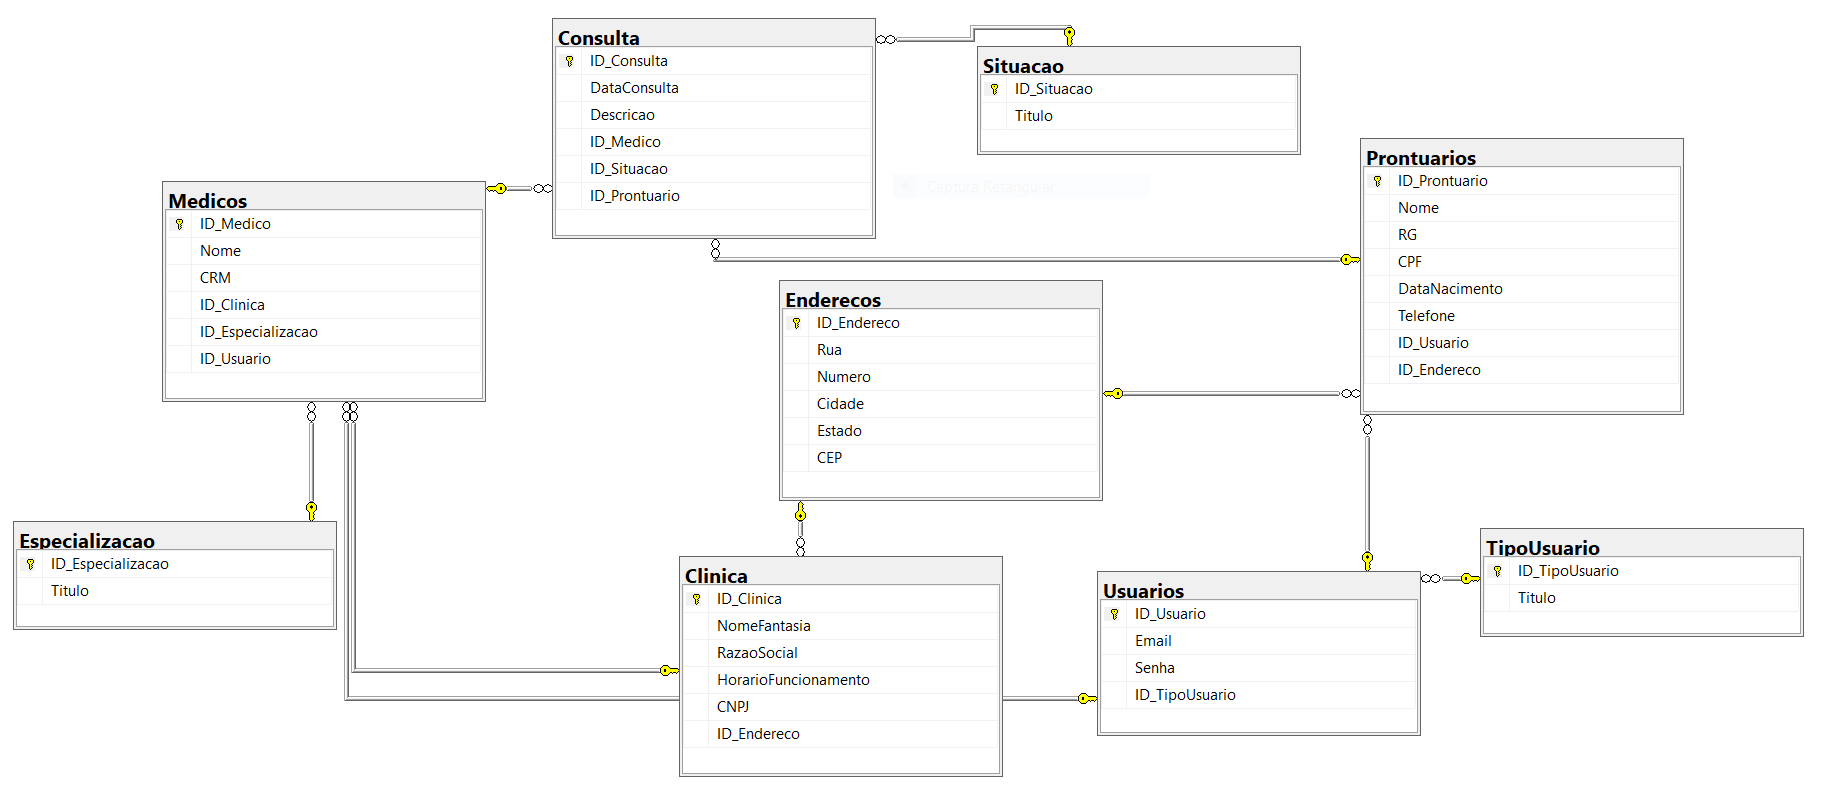 Consulta
ID_Consulta
DataConsulta
Descricao
ID_Medico
ID_Situacao
ID_Prontuario
Situacao
ID_Situacao
Titulo
Prontuarios
ID_Prontuario
Nome
RG
CPF
DataNacimento
Telefone
ID_Usuario
ID_Endereco
Captura Retangular
Medicos
ID_Medico
Nome
CRM
ID_Clinica
ID_Especializacao
ID_Usuario
Enderecos
ID_Endereco
Rua
Numero
Cidade
Estado
CEP
Especializacao
ID_Especializacao
Titulo
Clinica
ID_Clinica
NomeFantasia
RazaoSocial
HorarioFuncionamento
CNPJ
ID_Endereco
Usuarios
ID_Usuario
Email
Senha
ID_TipoUsuario
TipoUsuario
ID_TipoUsuario
Titulo